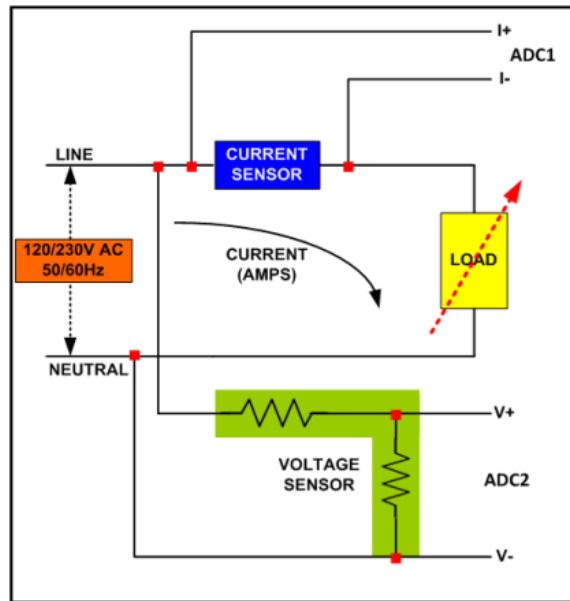 I+
ADC1
I-
LINE
CURRENT
SENSOR
120/230V AC
50/60Hz
CURRENT
(AMPS)
LOAD
NEUTRAL
V+
VOLTAGE
SENSOR
ADC2
V-